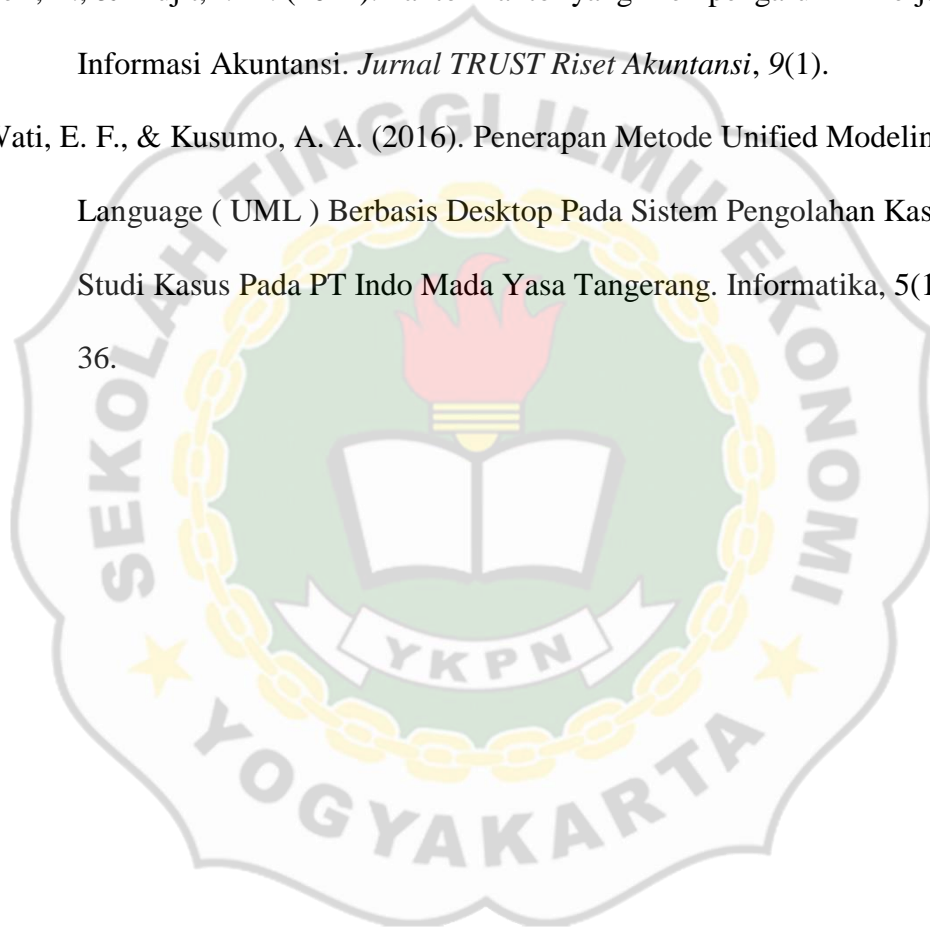 Informasi Akuntansi. Jurnal TRUST Riset Akuntansi, 9(1).
Wati, E. F., & Kusumo, A. A. (2016). Penerapan Metode Unified Modelin
Language ( UML ) Berbasis Desktop Pada Sistem Pengolahan Kas
Studi Kasus Pada PT Indo Mada Yasa Tangerang. Informatika, 5(1
36.
SEKOLAH TINGGI ILMU EKONOMI
YKPN
YOGYAKARTA